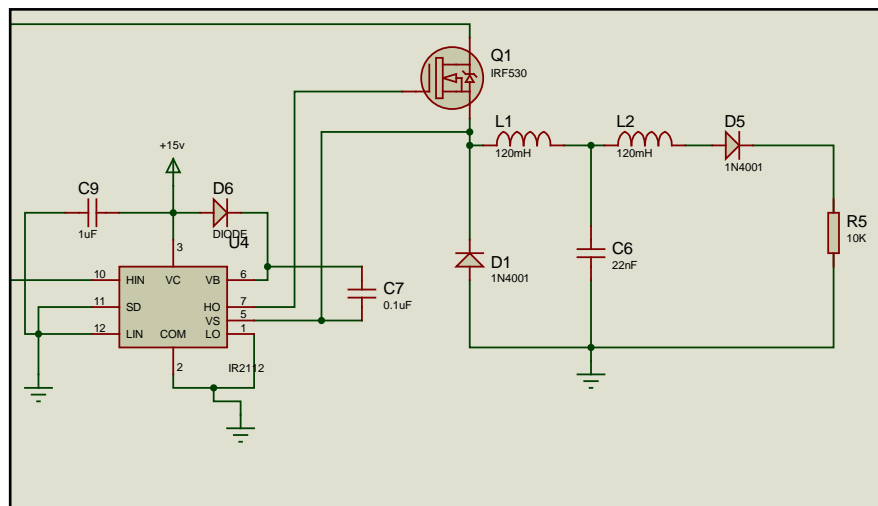 Q1
IRF530
L1
120mH
L2
120mH
D5
1N4001
+15v
C9
1uF
D6
DIODE
U4
R5
10K
D1
1N4001
C6
22nF
C7
0.1uF
3
10 HIN VC VB 6
11 SD HO 7
VS 5
12 LIN COM LO 1
2
IR2112